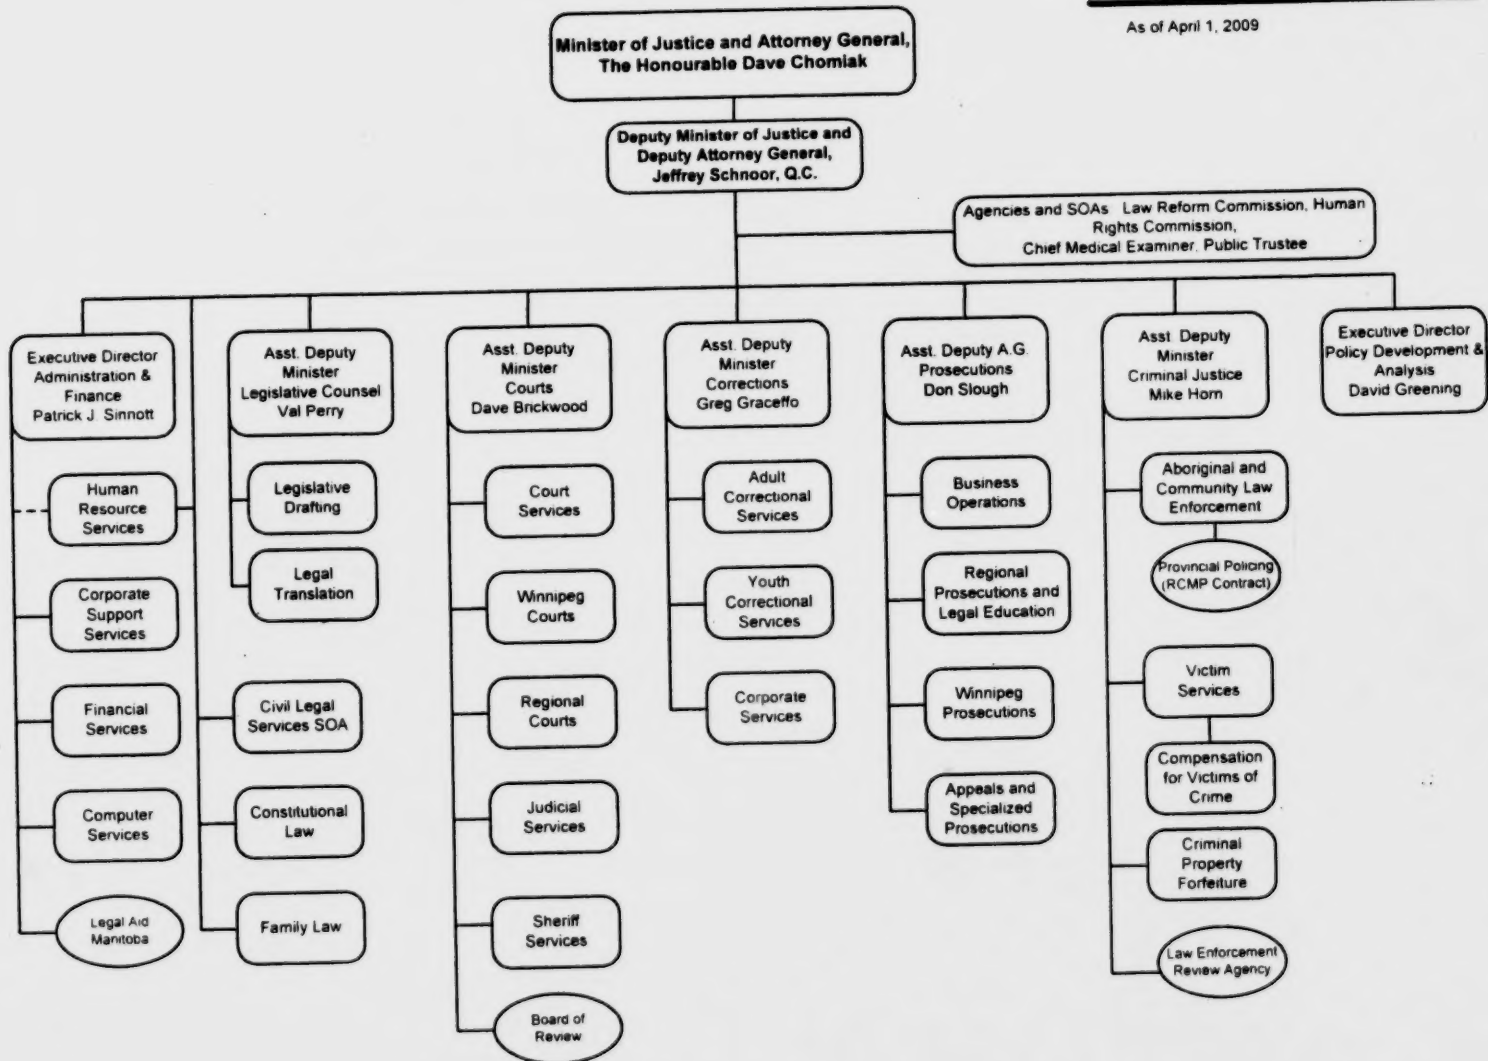 As of April 1, 2009
Minister of Justice and Attorney General,
The Honourable Dave Chomiak
Deputy Minister of Justice and
Deputy Attorney General,
Jeffrey Schnoor, Q.C.
Agencies and SOAs Law Reform Commission, Human
Rights Commission,
Chief Medical Examiner, Public Trustee
Executive Director
Administration &
Finance
Patrick J. Sinnott
Human
Resource
Services
Corporate
Support
Services
Financial
Services
Computer
Services
Legal Aid
Manitoba
Asst. Deputy
Minister
Legislative Counsel
Val Perry
Legislative
Drafting
Legal
Translation
Civil Legal
Services SOA
Constitutional
Law
Family Law
Asst. Deputy
Minister
Courts
Dave Brickwood
Court
Services
Winnipeg
Courts
Regional
Courts
Judicial
Services
Sheriff
Services
Board of
Review
Asst. Deputy
Minister
Corrections
Greg Graceffo
Adult
Correctional
Services
Youth
Correctional
Services
Corporate
Services
Asst. Deputy A.G.
Prosecutions
Don Slough
Business
Operations
Regional
Prosecutions and
Legal Education
Winnipeg
Prosecutions
Appeals and
Specialized
Prosecutions
Asst. Deputy
Minister
Criminal Justice
Mike Horn
Aboriginal and
Community Law
Enforcement
Provincial Policing
(RCMP Contract)
Victim
Services
Compensation
for Victims of
Crime
Criminal
Property
Forfeiture
Law Enforcement
Review Agency
Executive Director
Policy Development &
Analysis
David Greening